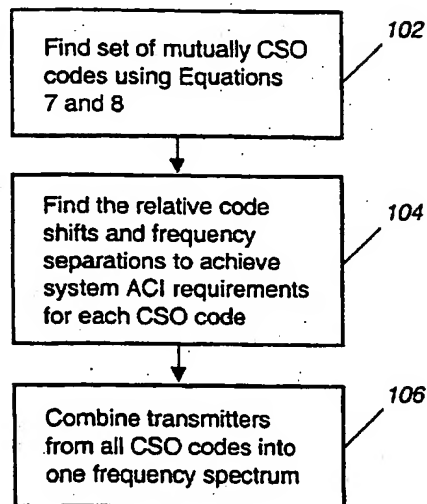 Find set of mutually CSO
codes using Equations
7 and 8
102
Find the relative code
shifts and frequency
separations to achieve
system ACI requirements
for each CSO code
104
Combine transmitters
from all CSO codes into
one frequency spectrum
106